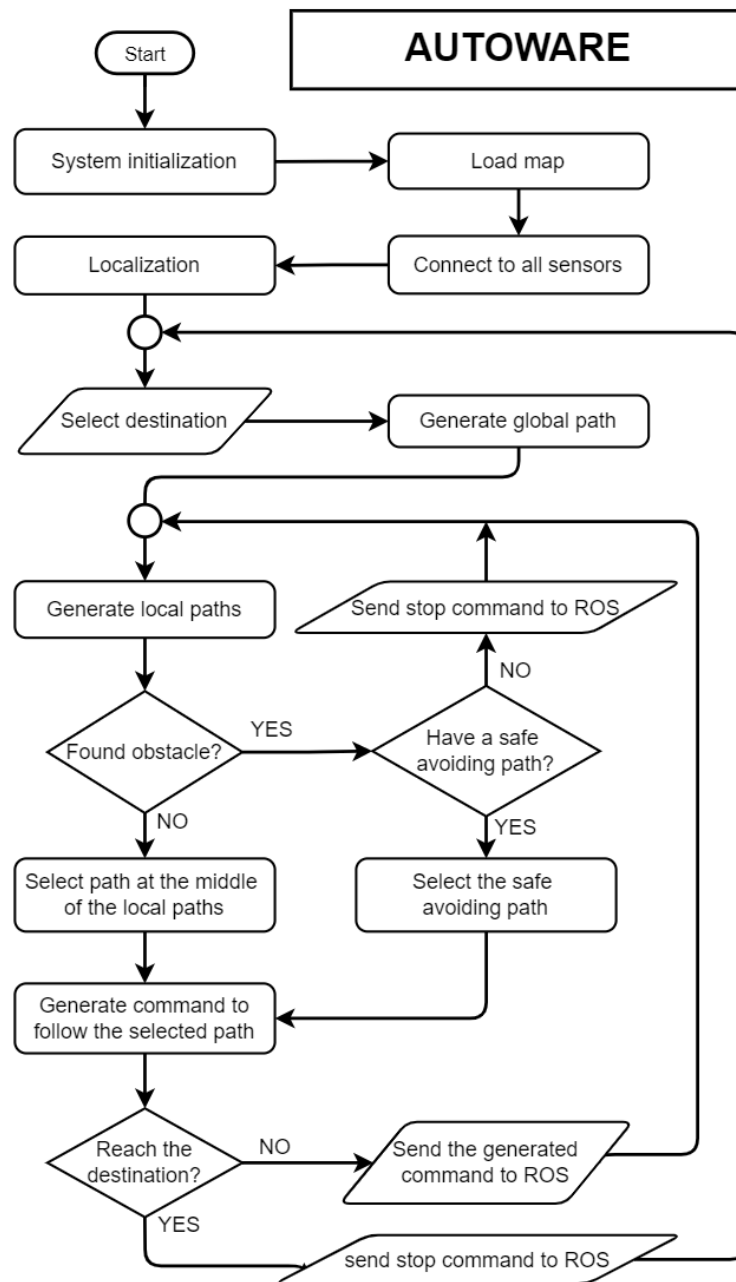 Start
AUTOWARE
System initialization
Load map
Localization
Connect to all sensors
Select destination
Generate global path
Generate local paths
Send stop command to ROS
NO
Found obstacle?
YES
Have a safe
avoiding path?
NO
YES
Select path at the middle
of the local paths
Select the safe
avoiding path
Generate command to
follow the selected path
Reach the
destination?
NO
Send the generated
command to ROS
YES
send stop command to ROS